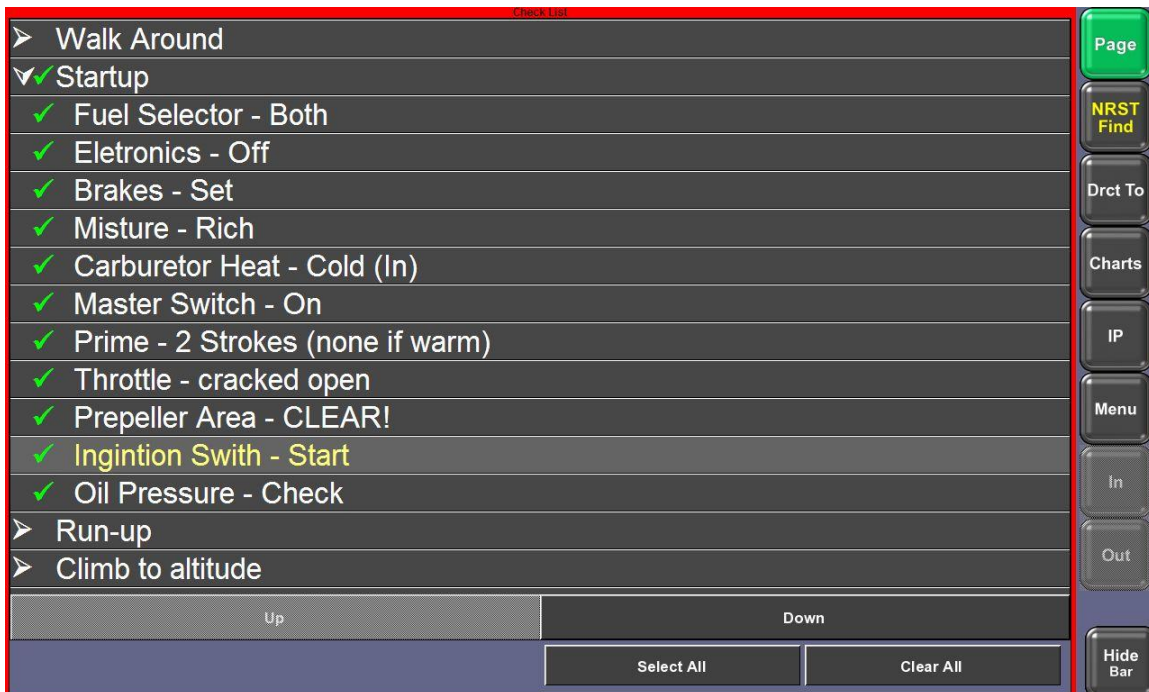 Check List
Walk Around
Startup
Fuel Selector - Both
Eletronics - Off
Brakes - Set
Misture - Rich
Carburetor Heat - Cold (In)
Master Switch - On
Prime - 2 Strokes (none if warm)
Throttle - cracked open
Prepeller Area - CLEAR!
Ingintion Swith - Start
Oil Pressure - Check
Run-up
Climb to altitude
Up
Down
Select All
Clear All
Page
NRST
Find
Drct To
Charts
IP
Menu
In
Out
Hide
Bar